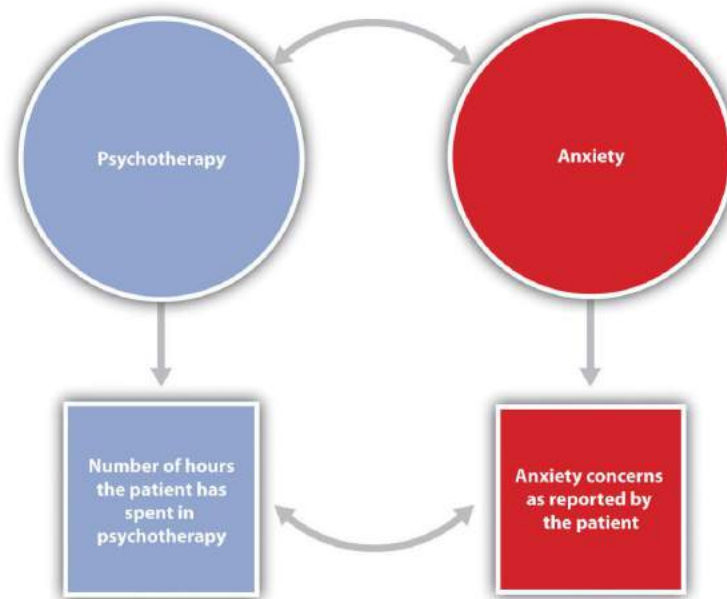 Psychotherapy
Anxiety
Number of hours
the patient has
spent in
psychotherapy
Anxiety concerns
as reported by
the patient